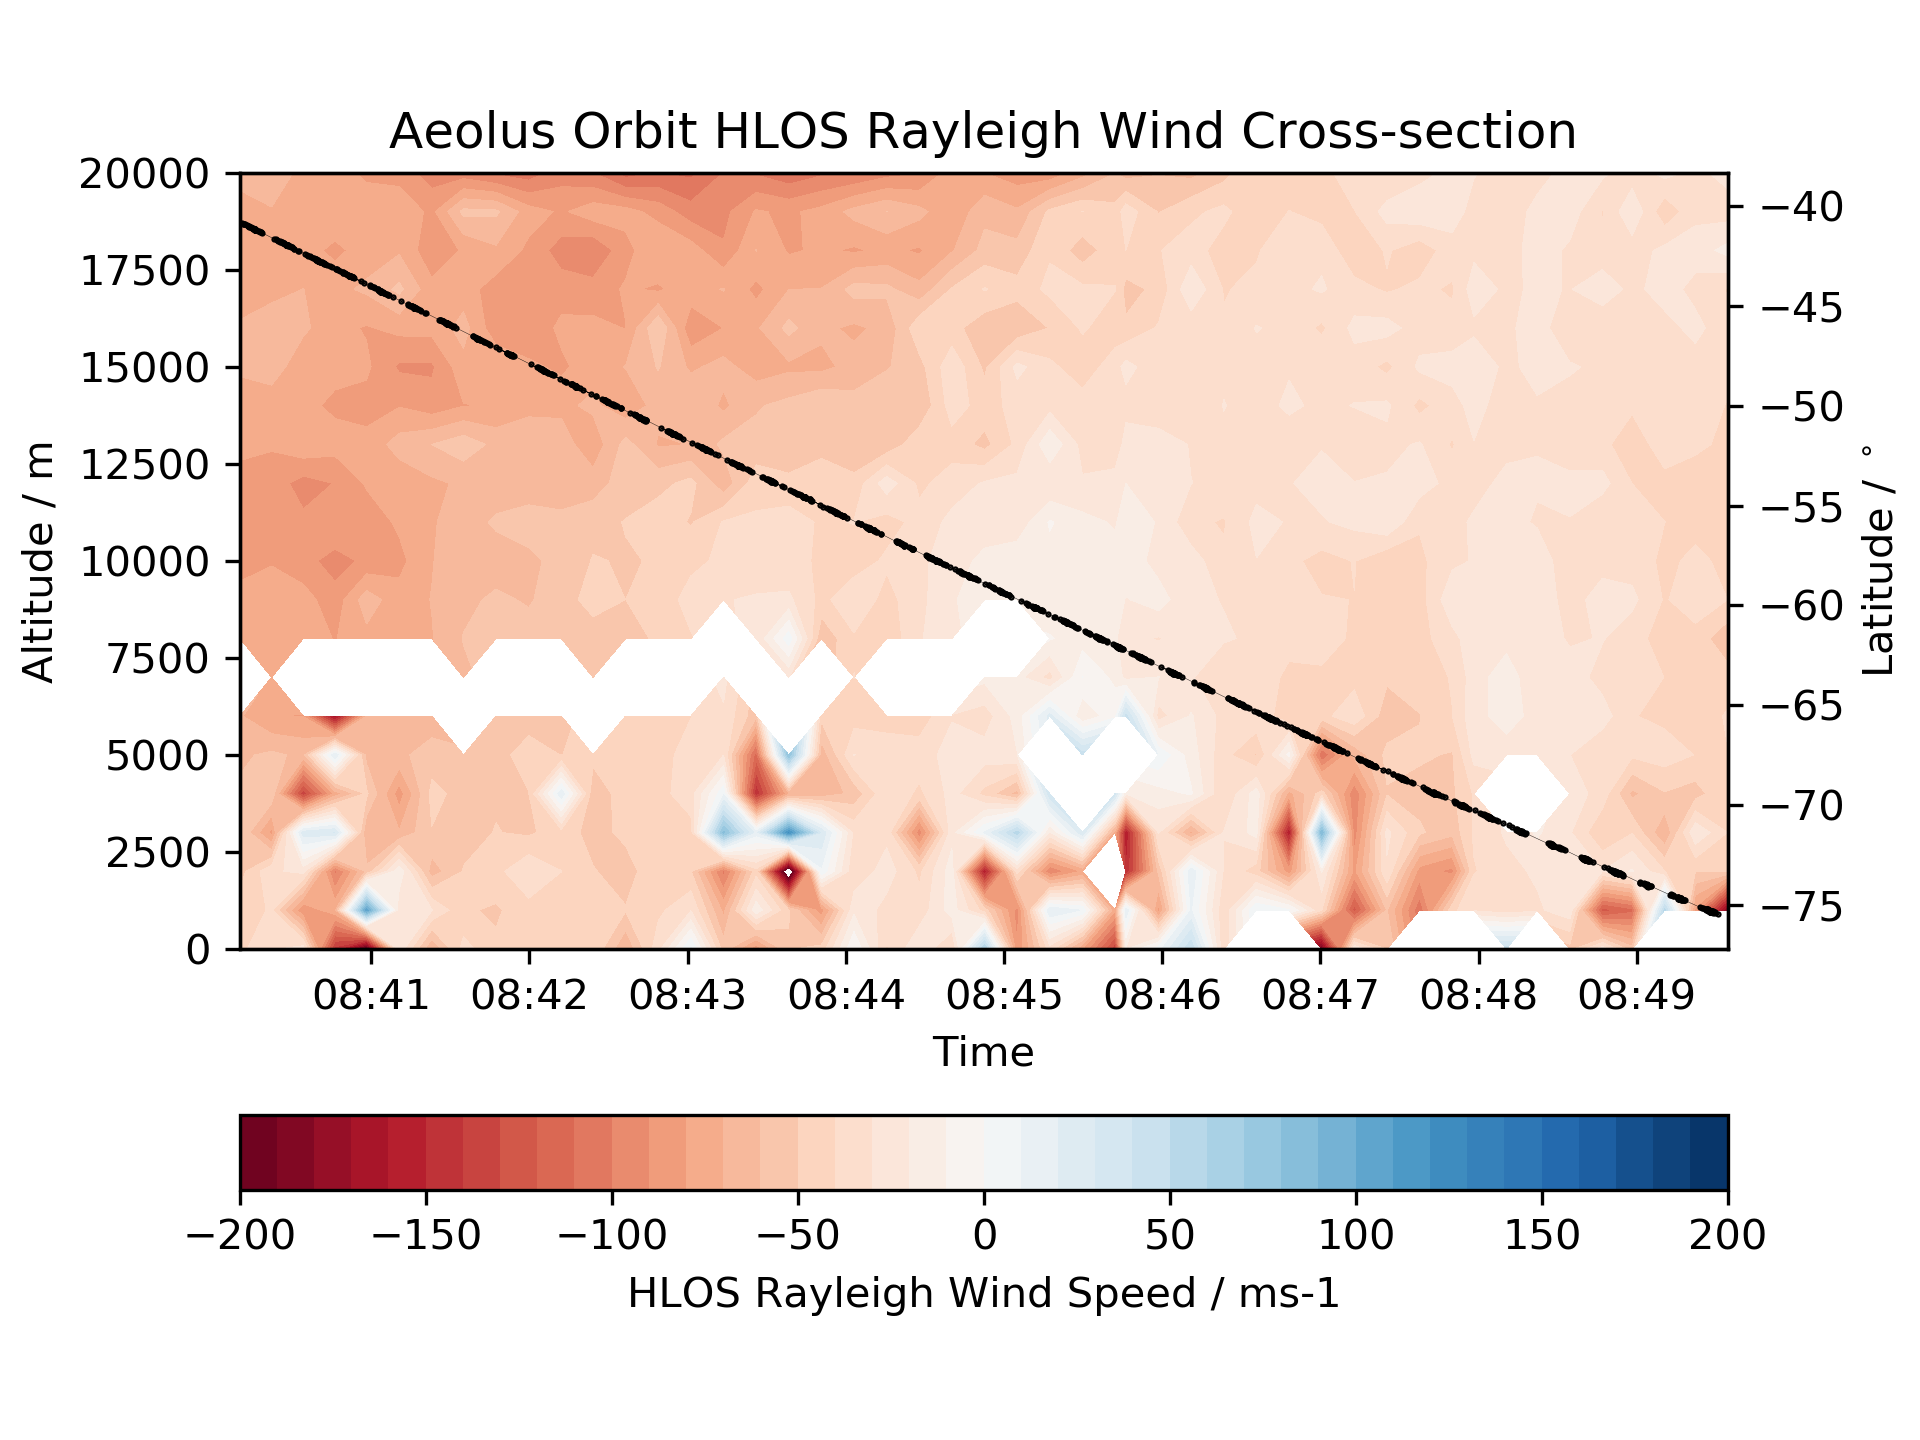 Aeolus Orbit HLOS Rayleigh Wind Cross-section
20000
17500
15000
12500
10000
7500
5000
2500
0
Altitude / m
−40
−45
−50
−55
−60
−65
−70
−75
Latitude / °
08:41 08:42 08:43 08:44 08:45 08:46 08:47 08:48 08:49
Time
−200 −150 −100 −50 0 50 100 150 200
HLOS Rayleigh Wind Speed / ms-1